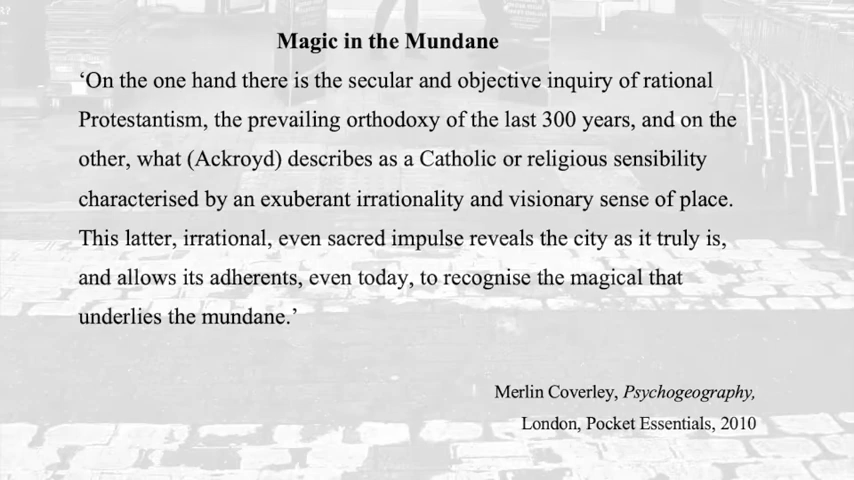 Magic in the Mundane
‘On the one hand there is the secular and objective inquiry of rational
Protestantism, the prevailing orthodoxy of the last 300 years, and on the
other, what (Ackroyd) describes as a Catholic or religious sensibility
characterised by an exuberant irrationality and visionary sense of place.
This latter, irrational, even sacred impulse reveals the city as it truly is,
and allows its adherents, even today, to recognise the magical that
underlies the mundane.’
Merlin Coverley, Psychogeography,
London, Pocket Essentials, 2010